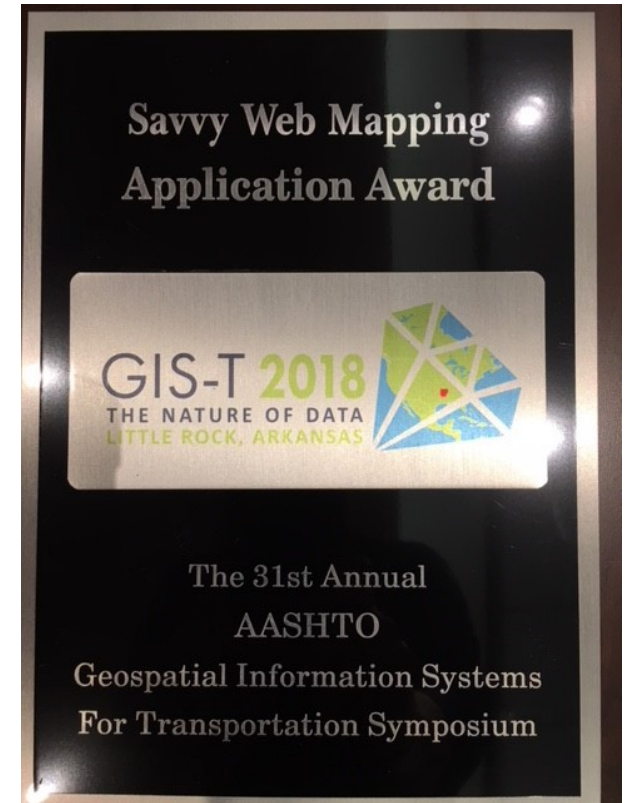 Savvy Web Mapping
Application Award
GIS-T 2018
THE NATURE OF DATA
LITTLE ROCK, ARKANSAS
The 31st Annual
AASHTO
Geospatial Information Systems
For Transportation Symposium